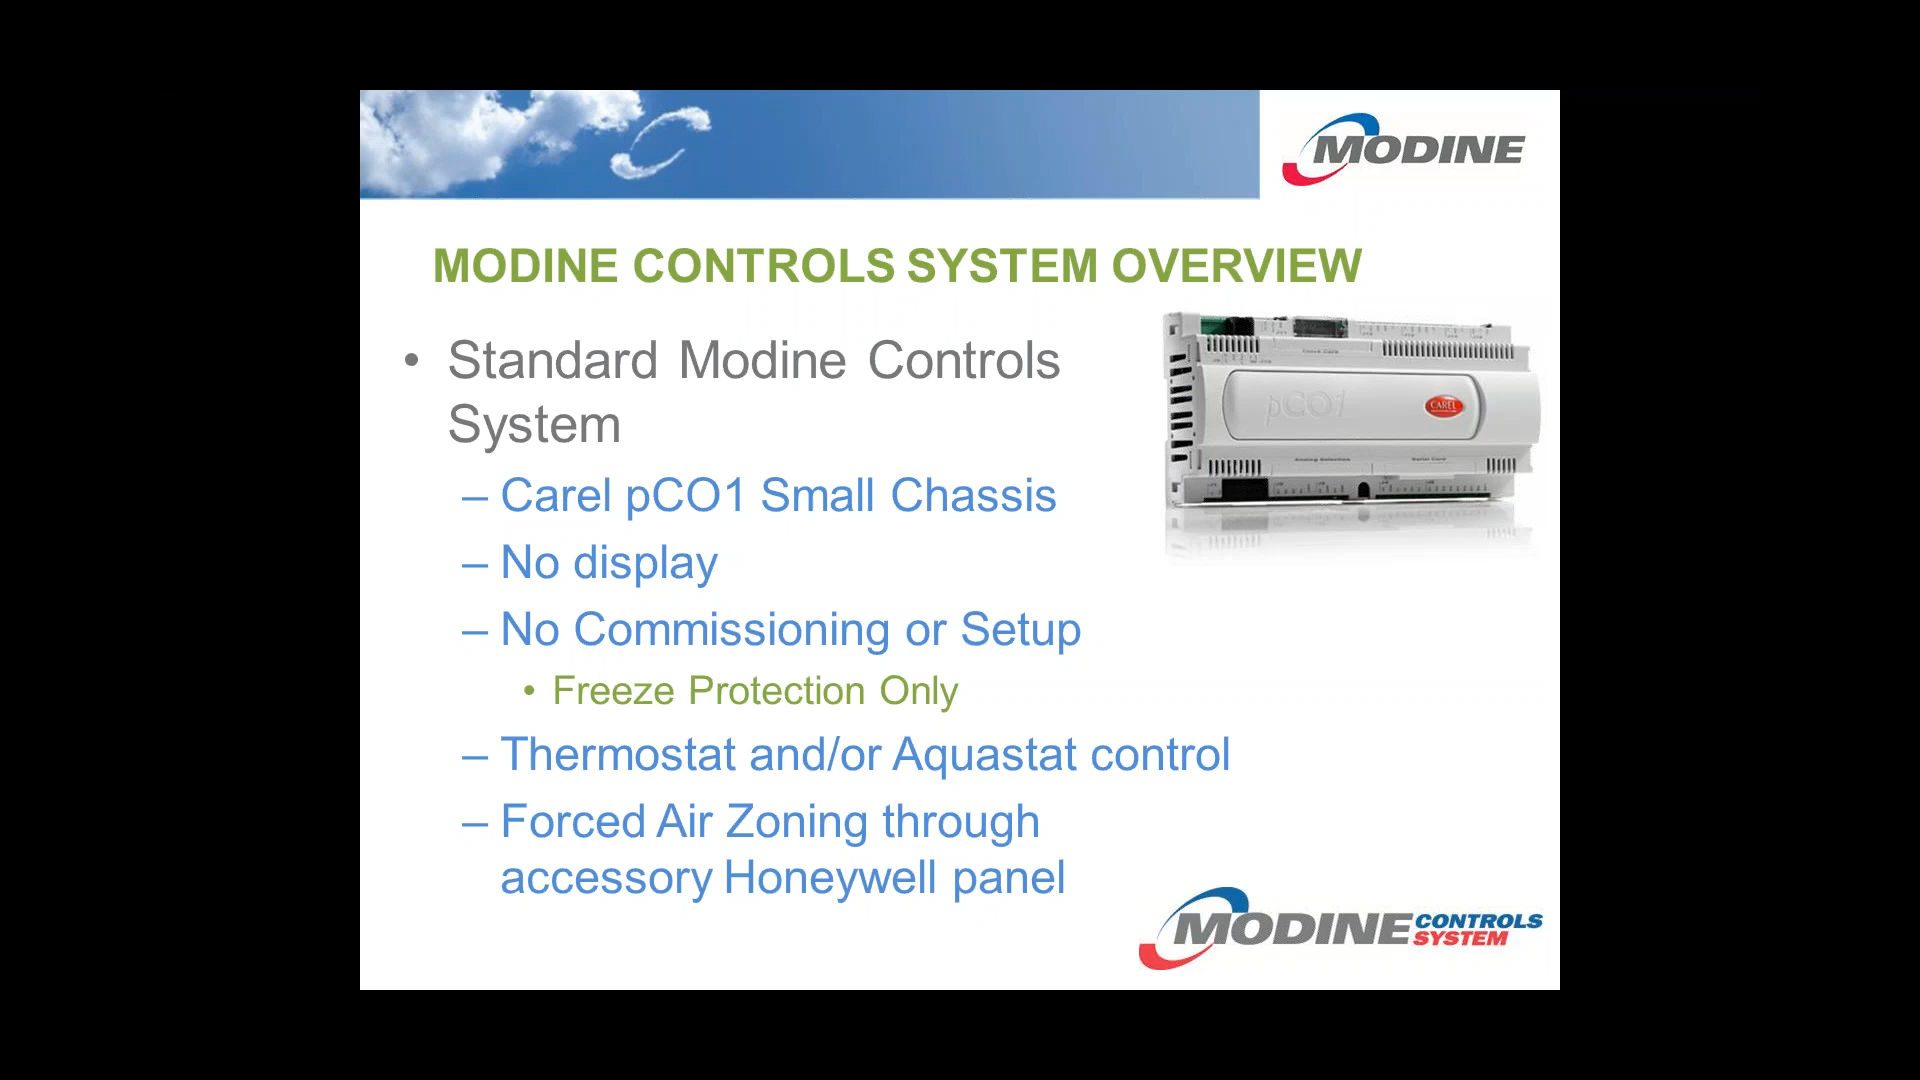 MODINE
MODINE CONTROLS SYSTEM OVERVIEW
• Standard Modine Controls
System
– Carel pCO1 Small Chassis
– No display
– No Commissioning or Setup
• Freeze Protection Only
– Thermostat and/or Aquastat control
– Forced Air Zoning through
accessory Honeywell panel
pCO1
CAREL
MODINE CONTROLS
SYSTEM